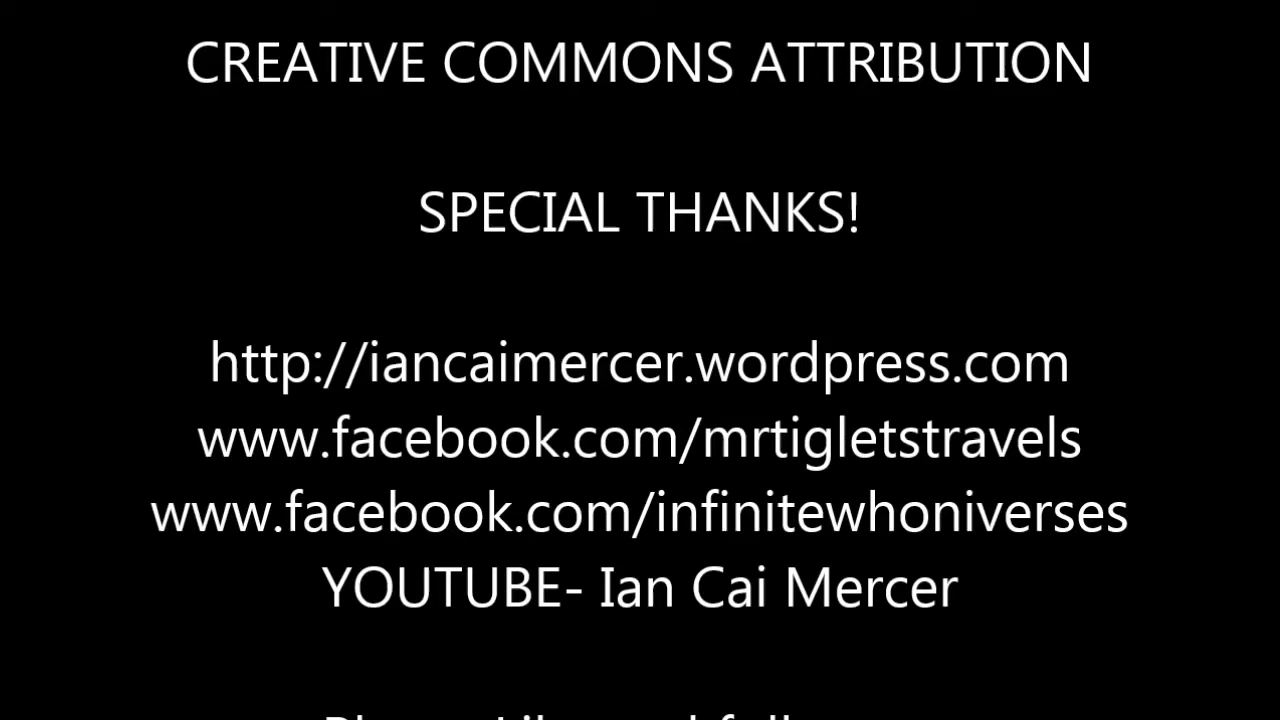 CREATIVE COMMONS ATTRIBUTION
SPECIAL THANKS!
http://iancaimercer.wordpress.com
www.facebook.com/mrtigletstravels
www.facebook.com/infinitewhoniverses
YOUTUBE- Ian Cai Mercer